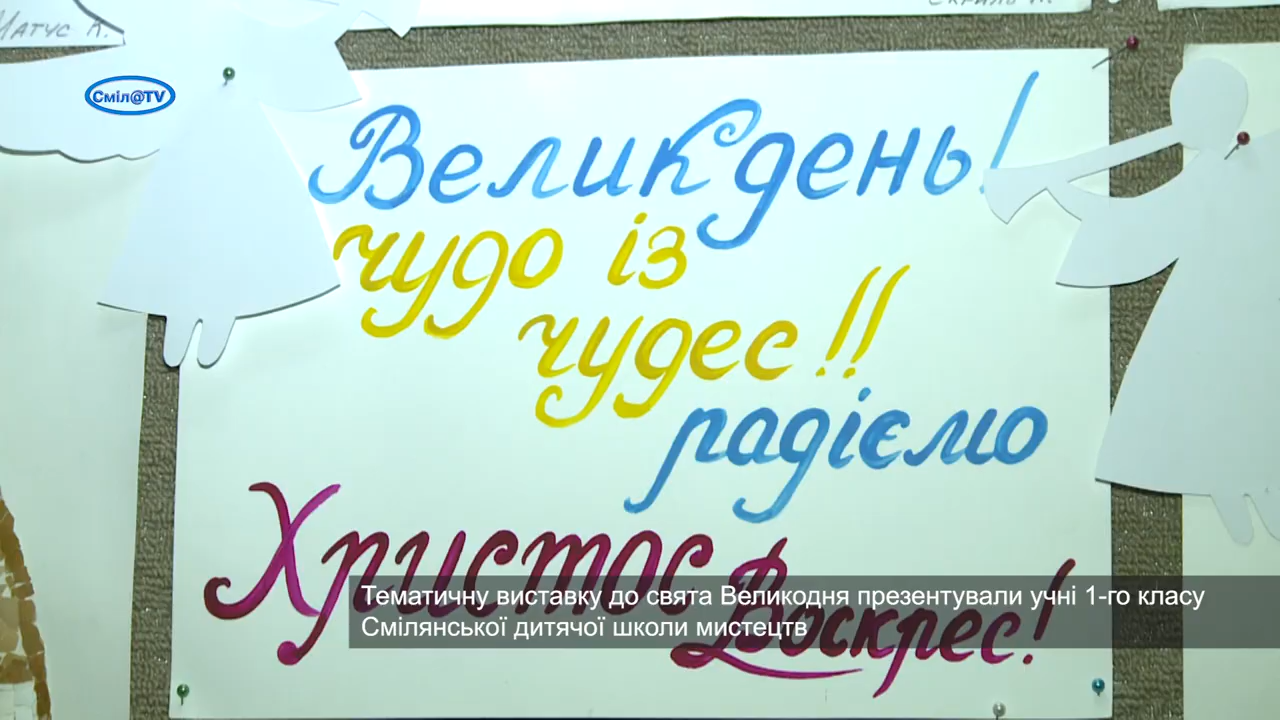 Матус К.
Сміл@TV
Великдень!
чудо із
чудес!!
радіємо
Христос
Воскрес!
Тематичну виставку до свята Великодня презентували учні 1-го класу
Смілянської дитячої школи мистецтв